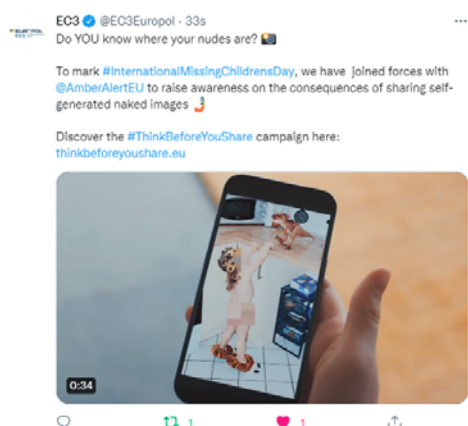 EC3 @EC3Europol · 33s
Do YOU know where your nudes are? 📸
To mark #InternationalMissingChildrensDay, we have joined forces with
@AmberAlertEU to raise awareness on the consequences of sharing self-
generated naked images 🤳
Discover the #ThinkBeforeYouShare campaign here:
thinkbeforeyoushare.eu
0:34
1 1